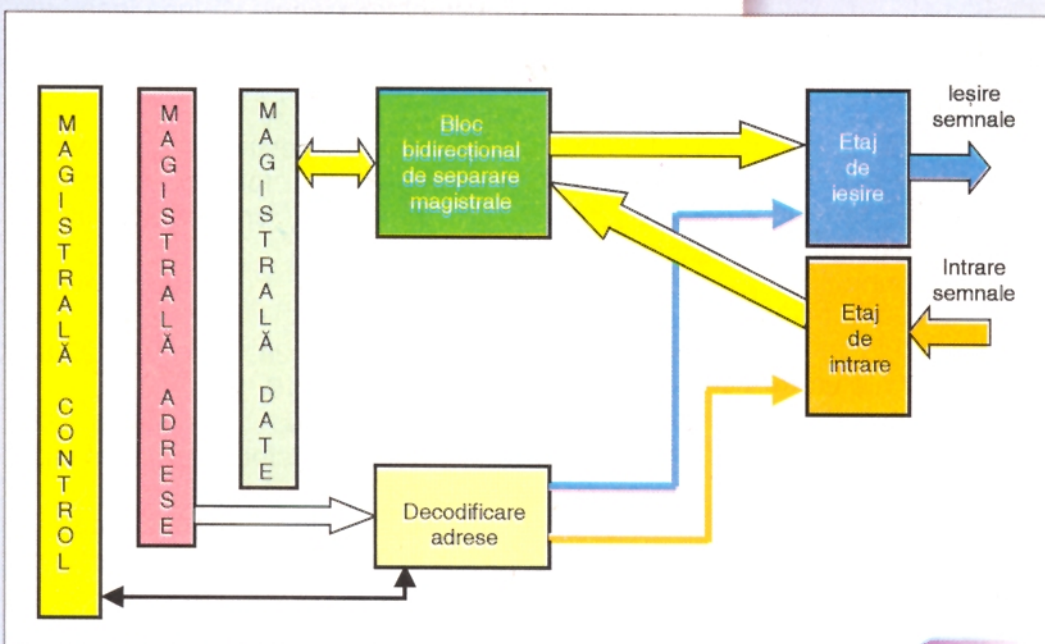 MAGISTRALĂ CONTROL
MAGISTRALĂ ADRESE
MAGISTRALĂ DATE
Bloc
bidirecțional
de separare
magistrale
Etaj
de
ieșire
Ieșire
semnale
Intrare
semnale
Etaj
de
intrare
Decodificare
adrese